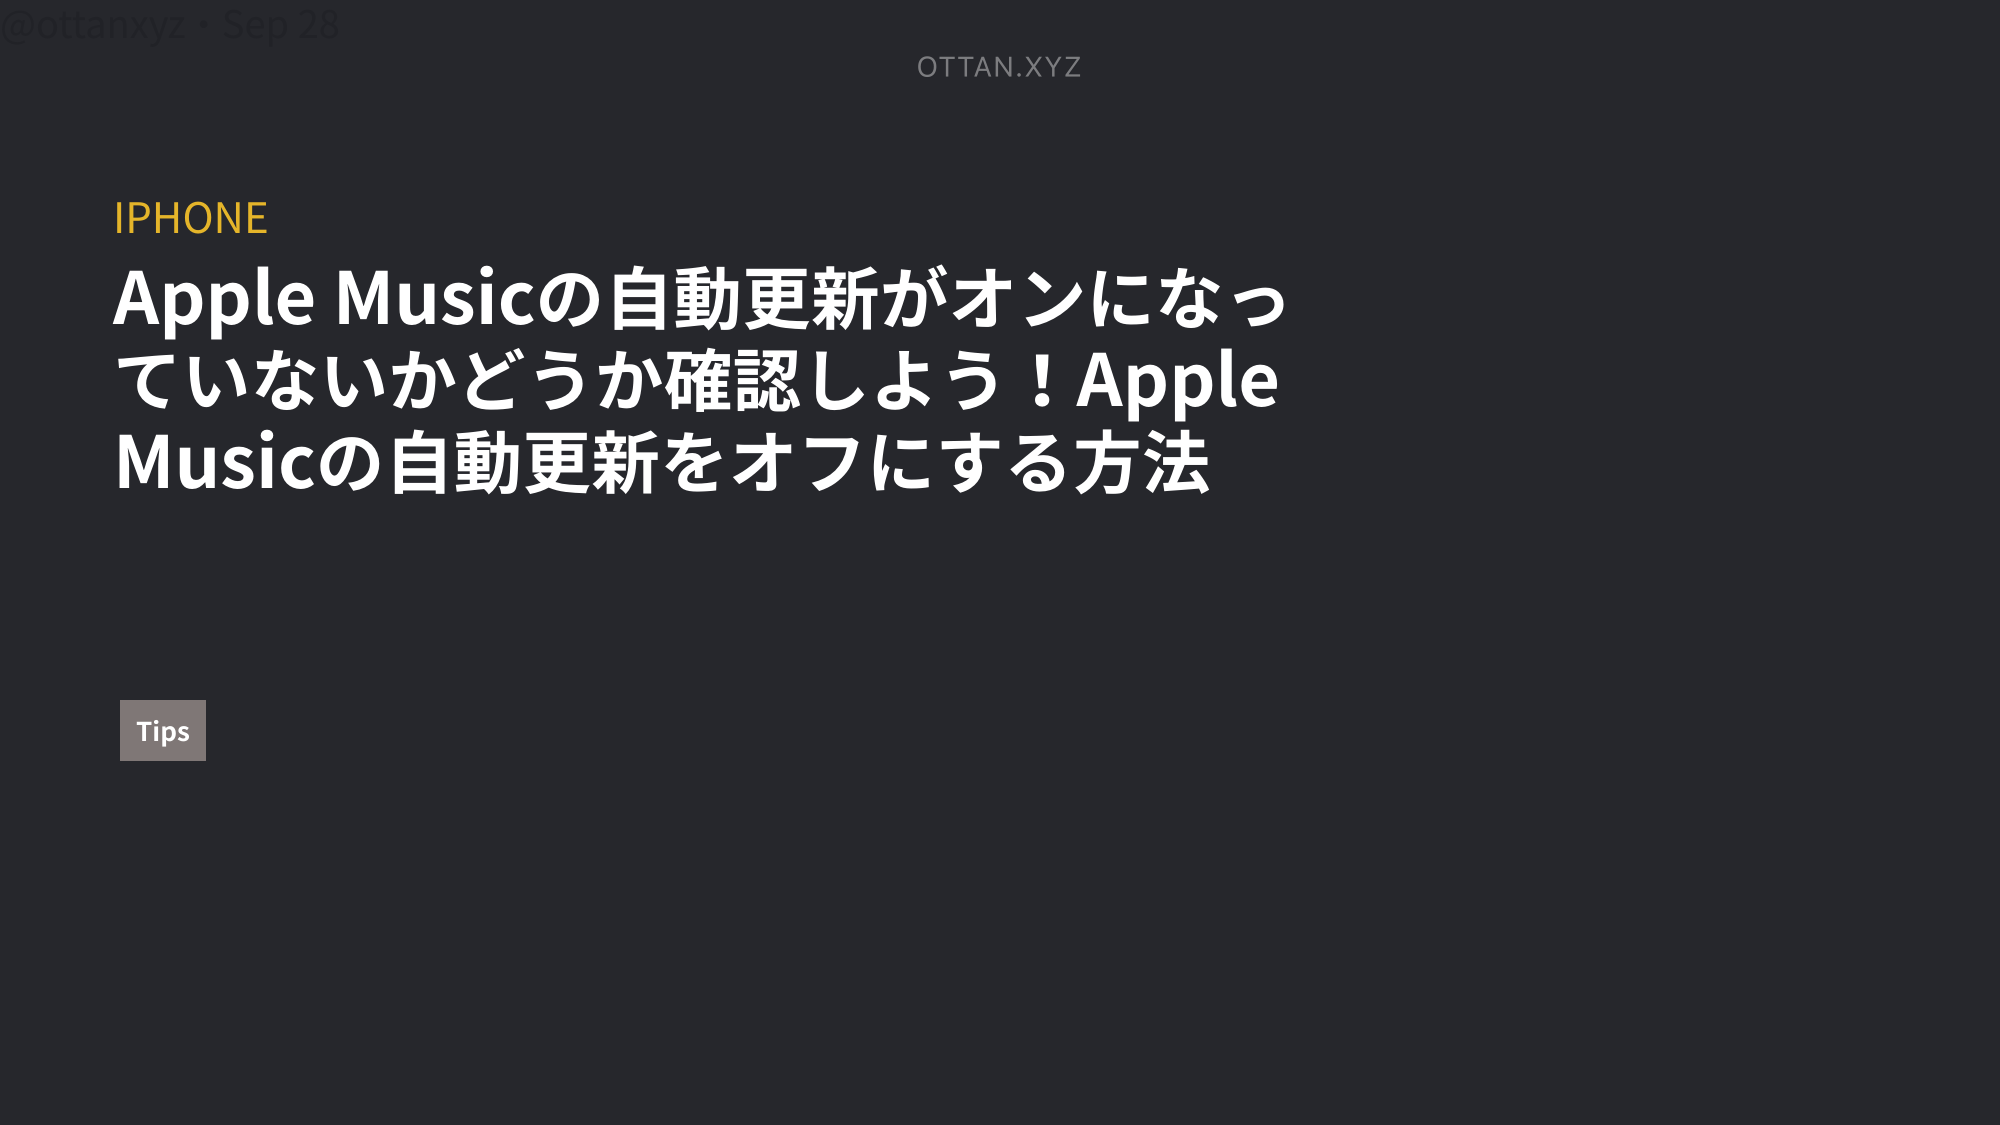 @ottanxyz・Sep 28
OTTAN.XYZ
IPHONE
Apple Musicの自動更新がオンになっ
ていないかどうか確認しよう！Apple
Musicの自動更新をオフにする方法
Tips